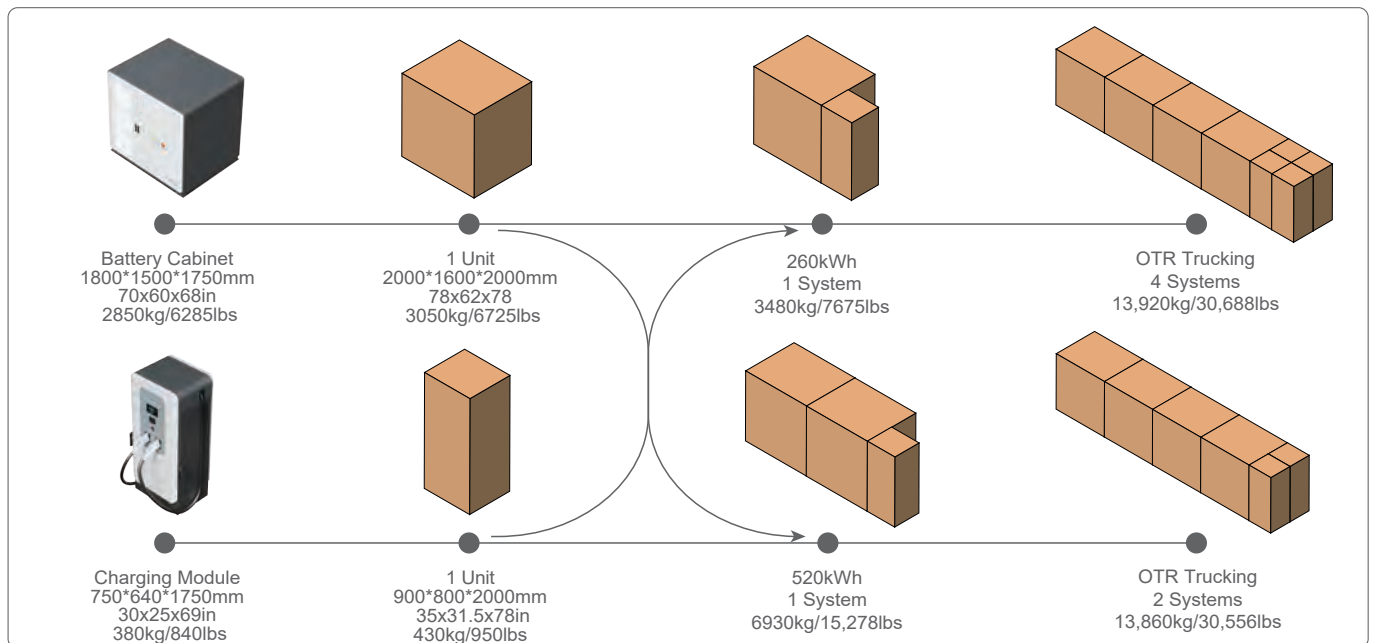 Battery Cabinet
1800*1500*1750mm
70x60x68in
2850kg/6285lbs
1 Unit
2000*1600*2000mm
78x62x78
3050kg/6725lbs
260kWh
1 System
3480kg/7675lbs
OTR Trucking
4 Systems
13,920kg/30,688lbs
Charging Module
750*640*1750mm
30x25x69in
380kg/840lbs
1 Unit
900*800*2000mm
35x31.5x78in
430kg/950lbs
520kWh
1 System
6930kg/15,278lbs
OTR Trucking
2 Systems
13,860kg/30,556lbs